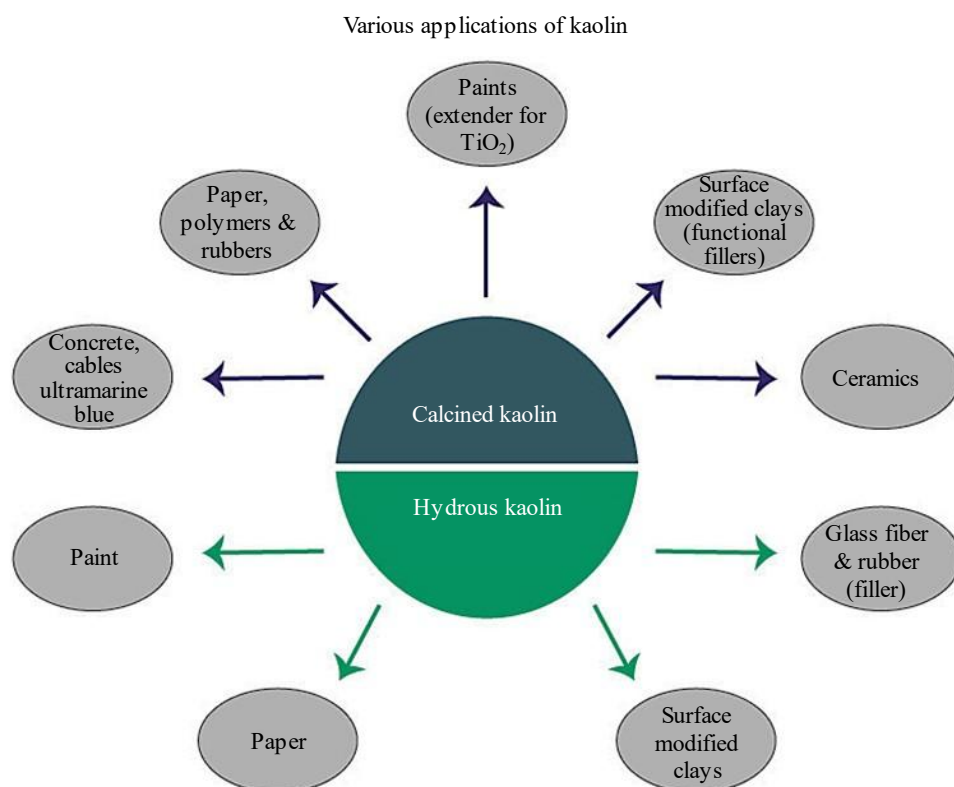 Various applications of kaolin
Paints
(extender for
TiO₂)
Paper,
polymers &
rubbers
Surface
modified clays
(functional
fillers)
Concrete,
cables
ultramarine
blue
Ceramics
Calcined kaolin
Hydrous kaolin
Paint
Glass fiber
& rubber
(filler)
Paper
Surface
modified
clays